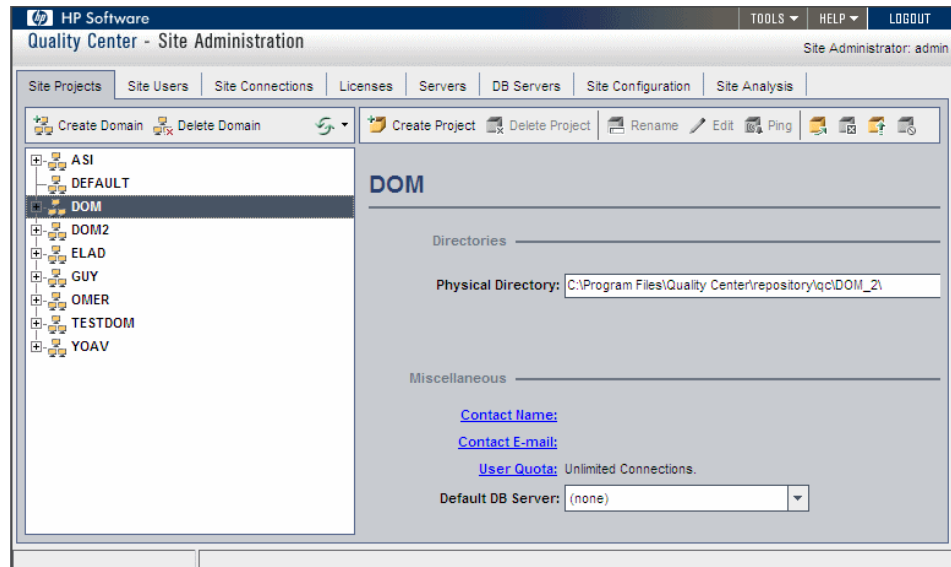 HP Software
TOOLS HELP LOGOUT
Quality Center - Site Administration
Site Administrator: admin
Site Projects Site Users Site Connections Licenses Servers DB Servers Site Configuration Site Analysis
Create Domain Delete Domain
Create Project Delete Project Rename Edit Ping
ASI
DEFAULT
DOM
DOM2
ELAD
GUY
OMER
TESTDOM
YOAV
DOM
Directories
Physical Directory: C:\Program Files\Quality Center\repository\qc\DOM_2\
Miscellaneous
Contact Name:
Contact E-mail:
User Quota: Unlimited Connections.
Default DB Server: (none)